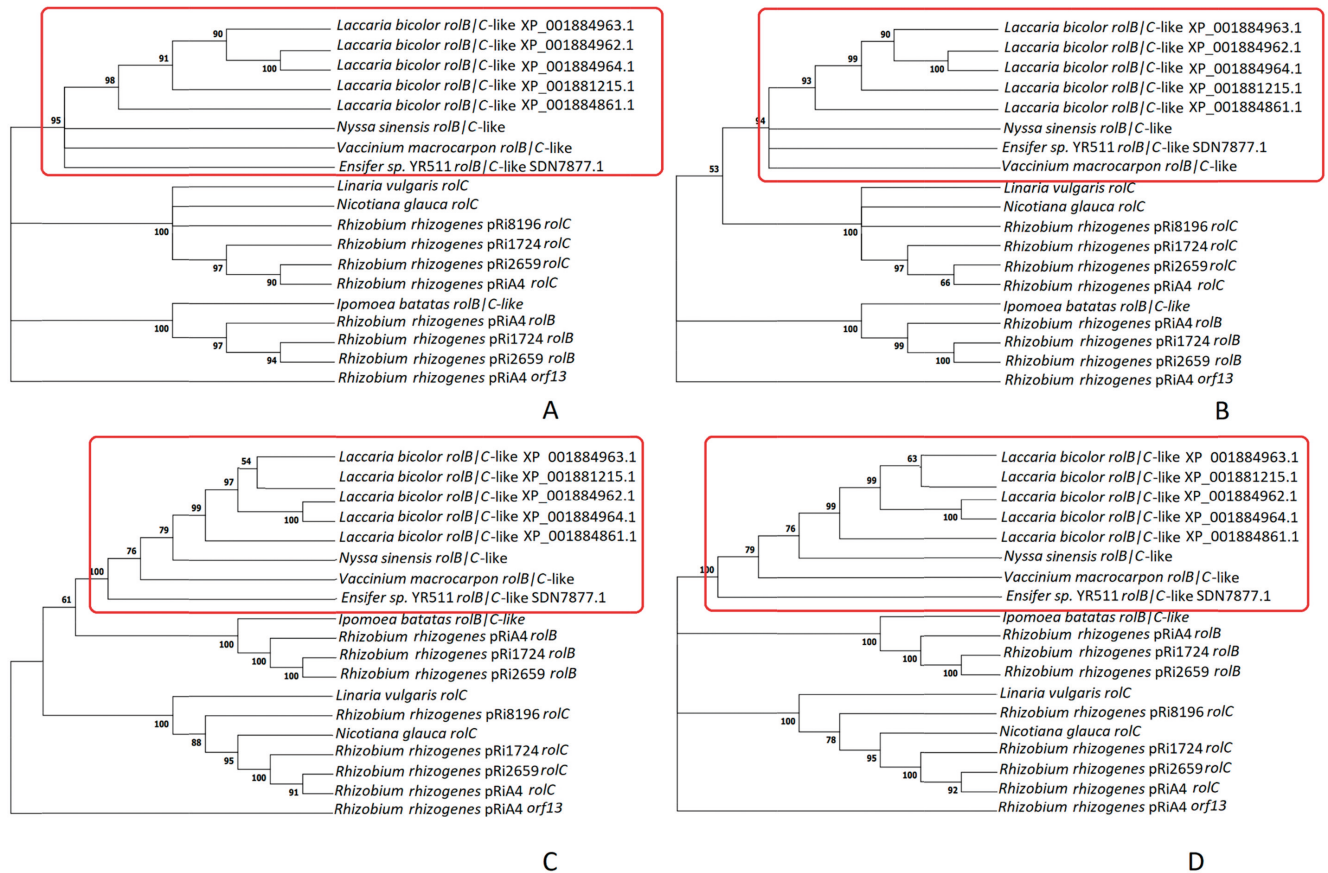 90
Laccaria bicolor rolB/C-like XP_001884963.1
Laccaria bicolor rolB/C-like XP_001884962.1
91
100
Laccaria bicolor rolB/C-like XP_001884964.1
98
Laccaria bicolor rolB/C-like XP_001881215.1
Laccaria bicolor rolB/C-like XP_001884861.1
95
Nyssa sinensis rolB/C-like
Vaccinium macrocarpon rolB/C-like
Ensifer sp. YR511 rolB/C-like SDN7877.1
Linaria vulgaris rolC
Nicotiana glauca rolC
100
Rhizobium rhizogenes pRi8196 rolC
Rhizobium rhizogenes pRi1724 rolC
97
Rhizobium rhizogenes pRi2659 rolC
90
Rhizobium rhizogenes pRiA4 rolC
Ipomoea batatas rolB/C-like
100
Rhizobium rhizogenes pRiA4 rolB
97
Rhizobium rhizogenes pRi1724 rolB
94
Rhizobium rhizogenes pRi2659 rolB
Rhizobium rhizogenes pRiA4 orf13
A
90
Laccaria bicolor rolB/C-like XP_001884963.1
Laccaria bicolor rolB/C-like XP_001884962.1
99
100
Laccaria bicolor rolB/C-like XP_001884964.1
93
Laccaria bicolor rolB/C-like XP_001881215.1
Laccaria bicolor rolB/C-like XP_001884861.1
94
Nyssa sinensis rolB/C-like
Ensifer sp. YR511 rolB/C-like SDN7877.1
53
Vaccinium macrocarpon rolB/C-like
Linaria vulgaris rolC
Nicotiana glauca rolC
100
Rhizobium rhizogenes pRi8196 rolC
Rhizobium rhizogenes pRi1724 rolC
97
Rhizobium rhizogenes pRi2659 rolC
66
Rhizobium rhizogenes pRiA4 rolC
Ipomoea batatas rolB/C-like
100
Rhizobium rhizogenes pRiA4 rolB
99
Rhizobium rhizogenes pRi1724 rolB
100
Rhizobium rhizogenes pRi2659 rolB
Rhizobium rhizogenes pRiA4 orf13
B
54
Laccaria bicolor rolB/C-like XP_001884963.1
97
Laccaria bicolor rolB/C-like XP_001881215.1
Laccaria bicolor rolB/C-like XP_001884962.1
99
100
Laccaria bicolor rolB/C-like XP_001884964.1
79
Laccaria bicolor rolB/C-like XP_001884861.1
76
Nyssa sinensis rolB/C-like
100
Vaccinium macrocarpon rolB/C-like
Ensifer sp. YR511 rolB/C-like SDN7877.1
61
Ipomoea batatas rolB/C-like
100
Rhizobium rhizogenes pRiA4 rolB
100
Rhizobium rhizogenes pRi1724 rolB
100
Rhizobium rhizogenes pRi2659 rolB
Linaria vulgaris rolC
100
Rhizobium rhizogenes pRi8196 rolC
88
Nicotiana glauca rolC
95
Rhizobium rhizogenes pRi1724 rolC
100
Rhizobium rhizogenes pRi2659 rolC
91
Rhizobium rhizogenes pRiA4 rolC
Rhizobium rhizogenes pRiA4 orf13
C
63
Laccaria bicolor rolB/C-like XP_001884963.1
99
Laccaria bicolor rolB/C-like XP_001881215.1
Laccaria bicolor rolB/C-like XP_001884962.1
99
100
Laccaria bicolor rolB/C-like XP_001884964.1
76
Laccaria bicolor rolB/C-like XP_001884861.1
79
Nyssa sinensis rolB/C-like
100
Vaccinium macrocarpon rolB/C-like
Ensifer sp. YR511 rolB/C-like SDN7877.1
Ipomoea batatas rolB/C-like
100
Rhizobium rhizogenes pRiA4 rolB
100
Rhizobium rhizogenes pRi1724 rolB
100
Rhizobium rhizogenes pRi2659 rolB
Linaria vulgaris rolC
100
Rhizobium rhizogenes pRi8196 rolC
78
Nicotiana glauca rolC
95
Rhizobium rhizogenes pRi1724 rolC
100
Rhizobium rhizogenes pRi2659 rolC
92
Rhizobium rhizogenes pRiA4 rolC
Rhizobium rhizogenes pRiA4 orf13
D